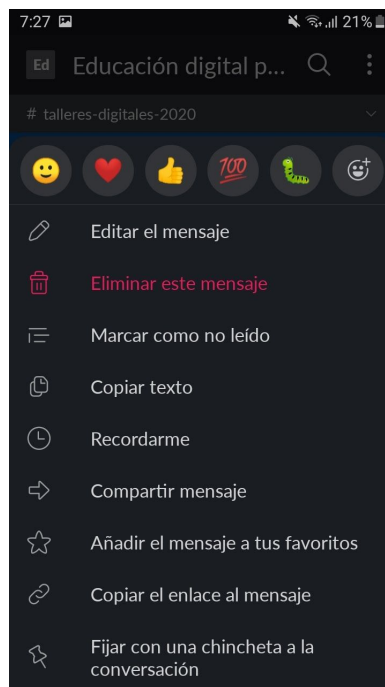 7:27 21%
Ed Educación digital p...
# talleres-digitales-2020
100
Editar el mensaje
Eliminar este mensaje
Marcar como no leído
Copiar texto
Recordarme
Compartir mensaje
Añadir el mensaje a tus favoritos
Copiar el enlace al mensaje
Fijar con una chincheta a la
conversación